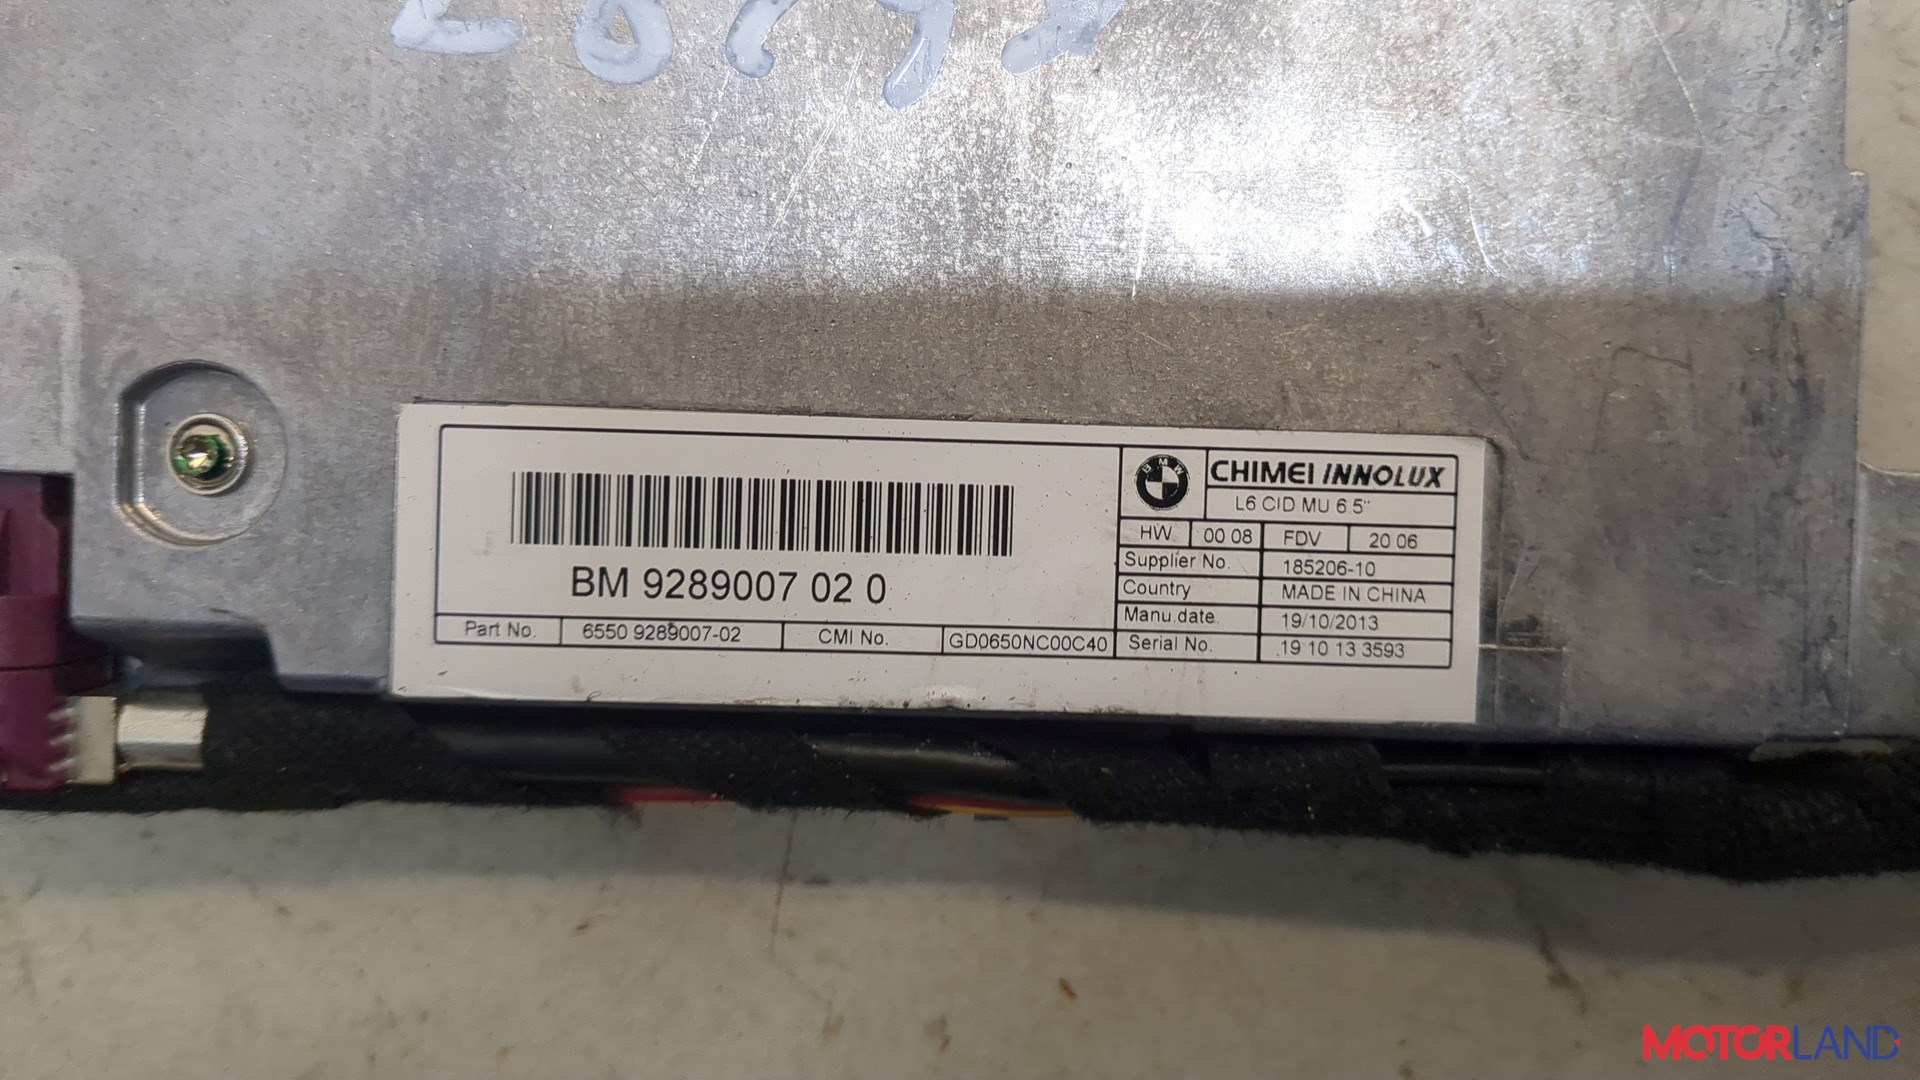 BMW
CHIMEI INNOLUX
L6 CID MU 6.5"
HW 00 08 FDV 20 06
Supplier No. 185206-10
Country MADE IN CHINA
Manu.date. 19/10/2013
Serial No. 19 10 13 3593
BM 9289007 02 0
Part No. 6550 9289007-02 CMI No. GD0650NC00C40
MOTORLAND